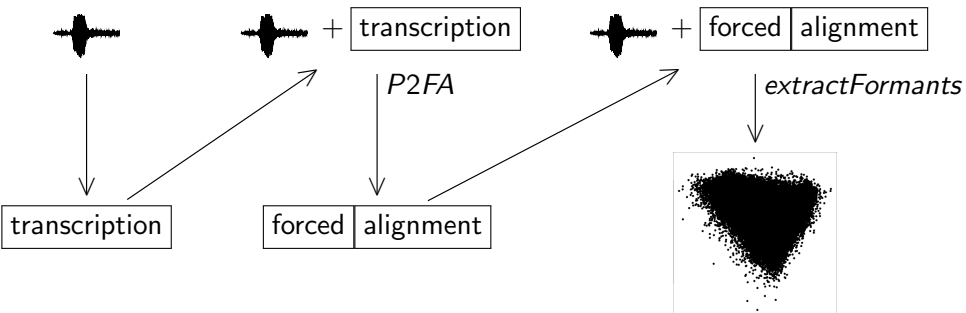 + transcription
+ forced alignment
P2FA
extractFormants
transcription
forced alignment